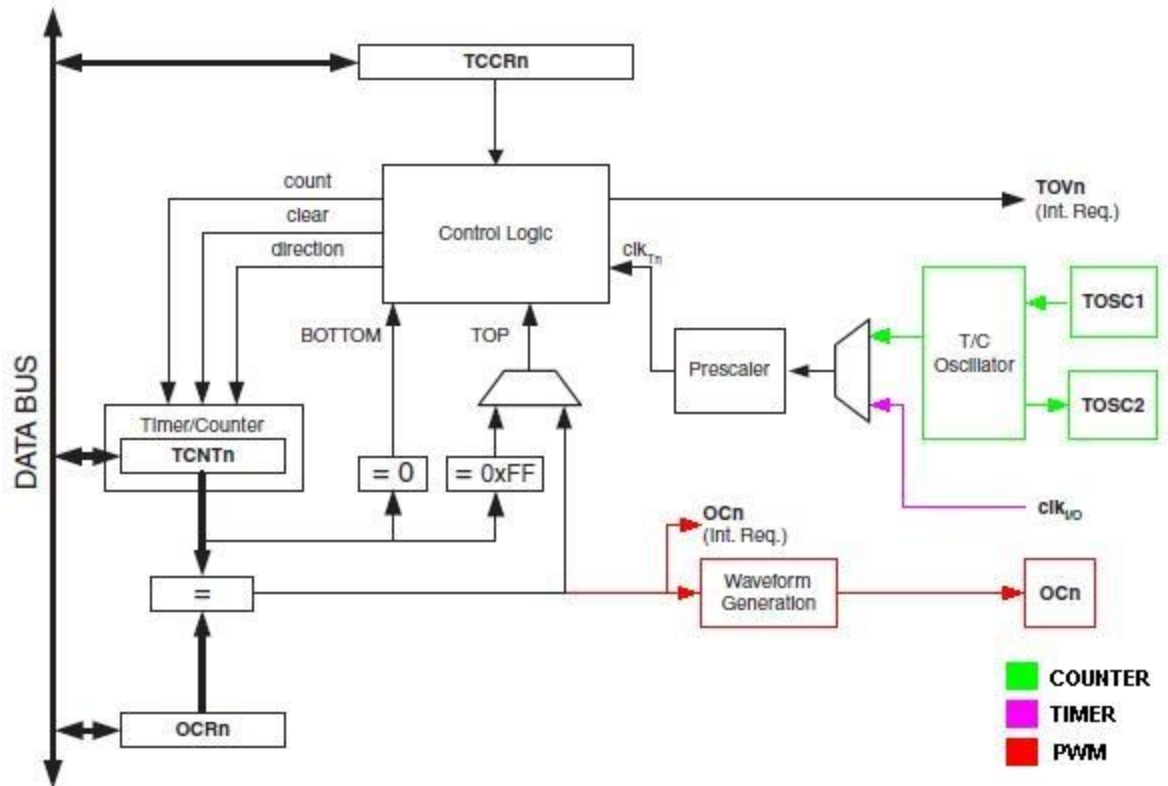 TCCRn
count
clear
direction
Control Logic
TOVn
(Int. Req.)
clkTn
BOTTOM
TOP
TOSC1
T/C
Oscillator
TOSC2
Prescaler
DATA BUS
Timer/Counter
TCNTn
= 0
= 0xFF
clkI/O
OCn
(Int. Req.)
Waveform
Generation
OCn
=
OCRn
COUNTER
TIMER
PWM